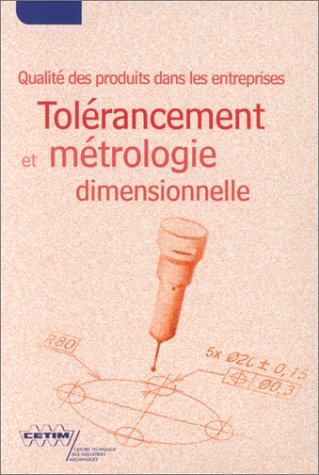 Qualité des produits dans les entreprises
Tolérancement
et métrologie
dimensionnelle
R80
5x Ø20 ± 0,15
Ø0.3
CETIM
CENTRE TECHNIQUE
DES INDUSTRIES
MECANIQUES